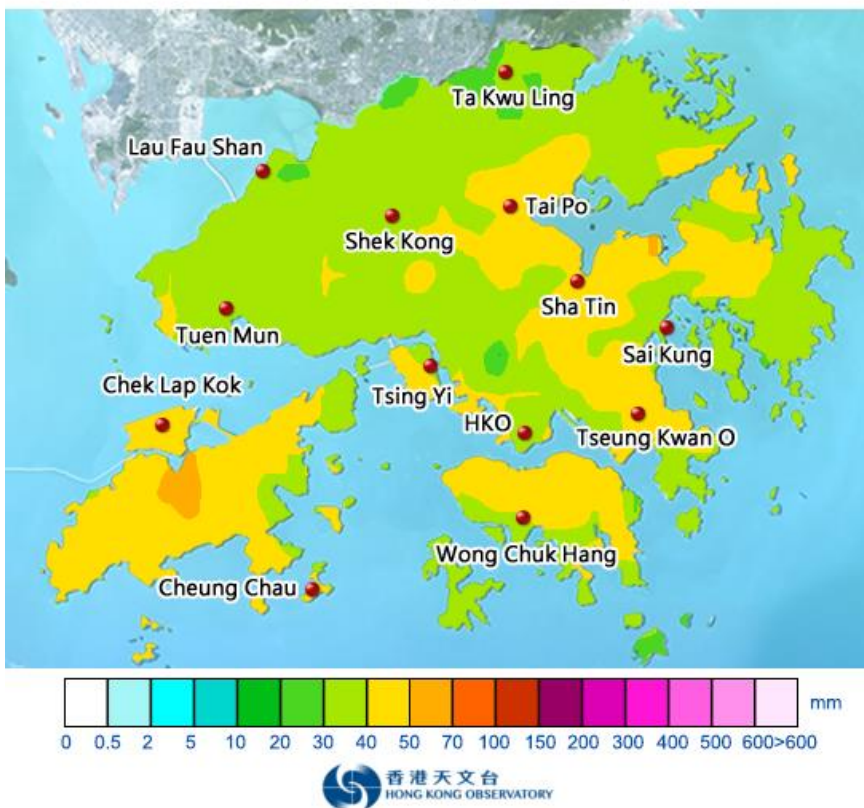 Ta Kwu Ling
Lau Fau Shan
Tai Po
Shek Kong
Sha Tin
Tuen Mun
Sai Kung
Chek Lap Kok
Tsing Yi
HKO
Tseung Kwan O
Wong Chuk Hang
Cheung Chau
mm
0 0.5 2 5 10 20 30 40 50 70 100 150 200 300 400 500 600>600
香港天文台
HONG KONG OBSERVATORY